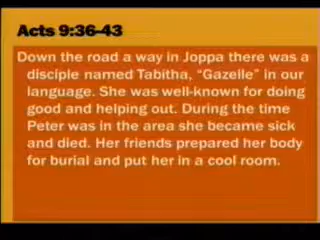 Acts 9:36-43
Down the road a way in Joppa there was a
disciple named Tabitha, "Gazelle" in our
language. She was well-known for doing
good and helping out. During the time
Peter was in the area she became sick
and died. Her friends prepared her body
for burial and put her in a cool room.